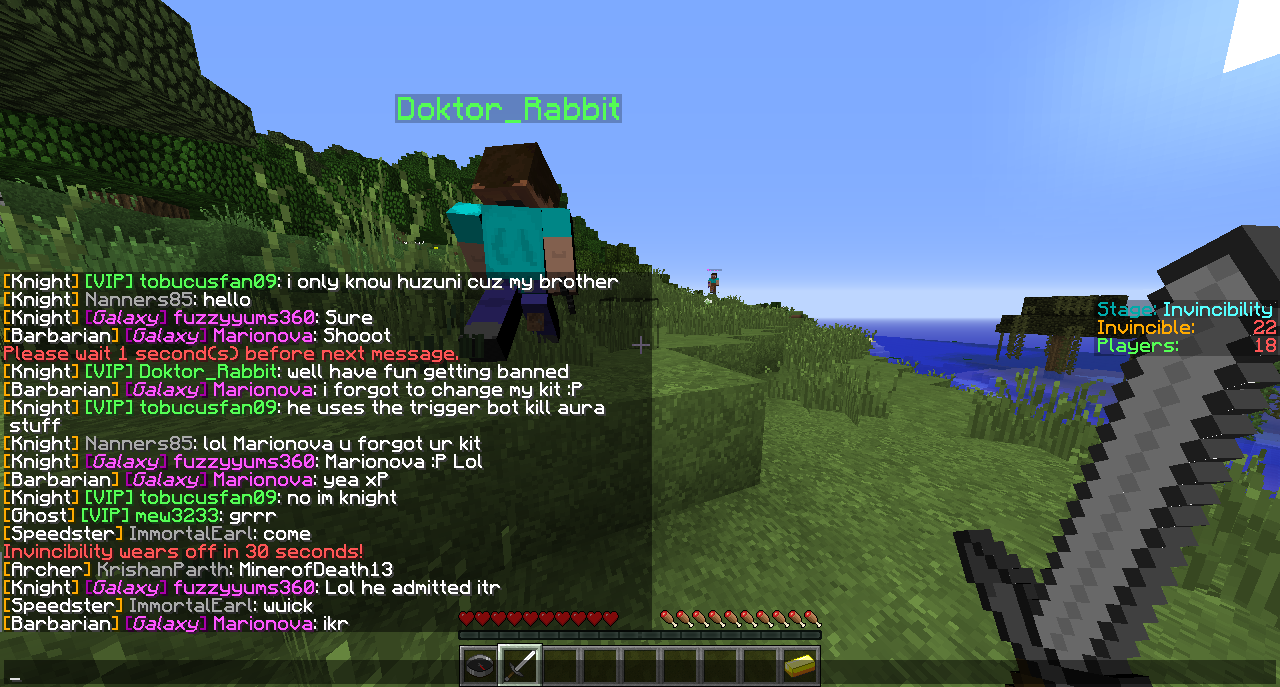 Doktor_Rabbit
[Knight] [VIP] tobucusfan09: i only know huzuni cuz my brother
[Knight] Nanners85: hello
[Knight] [Galaxy] fuzzyyums360: Sure
[Barbarian] [Galaxy] Marionova: Shooot
Please wait 1 second(s) before next message.
[Knight] [VIP] Doktor_Rabbit: well have fun getting banned
[Barbarian] [Galaxy] Marionova: i forgot to change my kit :P
[Knight] [VIP] tobucusfan09: he uses the trigger bot kill aura
stuff
[Knight] Nanners85: lol Marionova u forgot ur kit
[Knight] [Galaxy] fuzzyyums360: Marionova :P Lol
[Barbarian] [Galaxy] Marionova: yea xP
[Knight] [VIP] tobucusfan09: no im knight
[Ghost] [VIP] mew3233: grrr
[Speedster] ImmortalEarl: come
Invincibility wears off in 30 seconds!
[Archer] KrishanParth: MinerofDeath13
[Knight] [Galaxy] fuzzyyums360: Lol he admitted itr
[Speedster] ImmortalEarl: wuick
[Barbarian] [Galaxy] Marionova: ikr
_
Stage: Invincibility
Invincible: 22
Players: 18